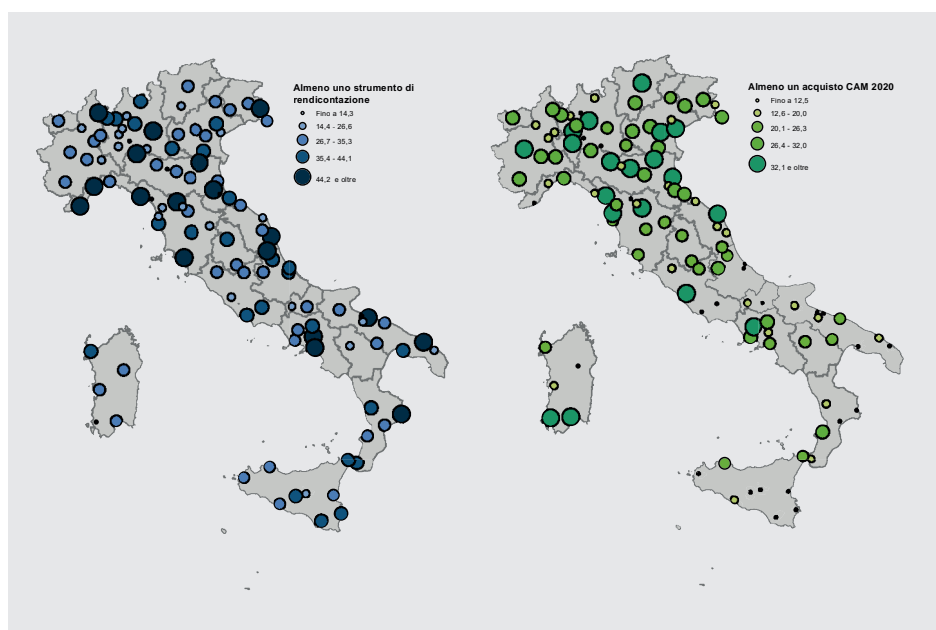 Almeno uno strumento di
rendicontazione
Fino a 14,3
14,4 - 26,6
26,7 - 35,3
35,4 - 44,1
44,2 e oltre
Almeno un acquisto CAM 2020
Fino a 12,5
12,6 - 20,0
20,1 - 26,3
26,4 - 32,0
32,1 e oltre